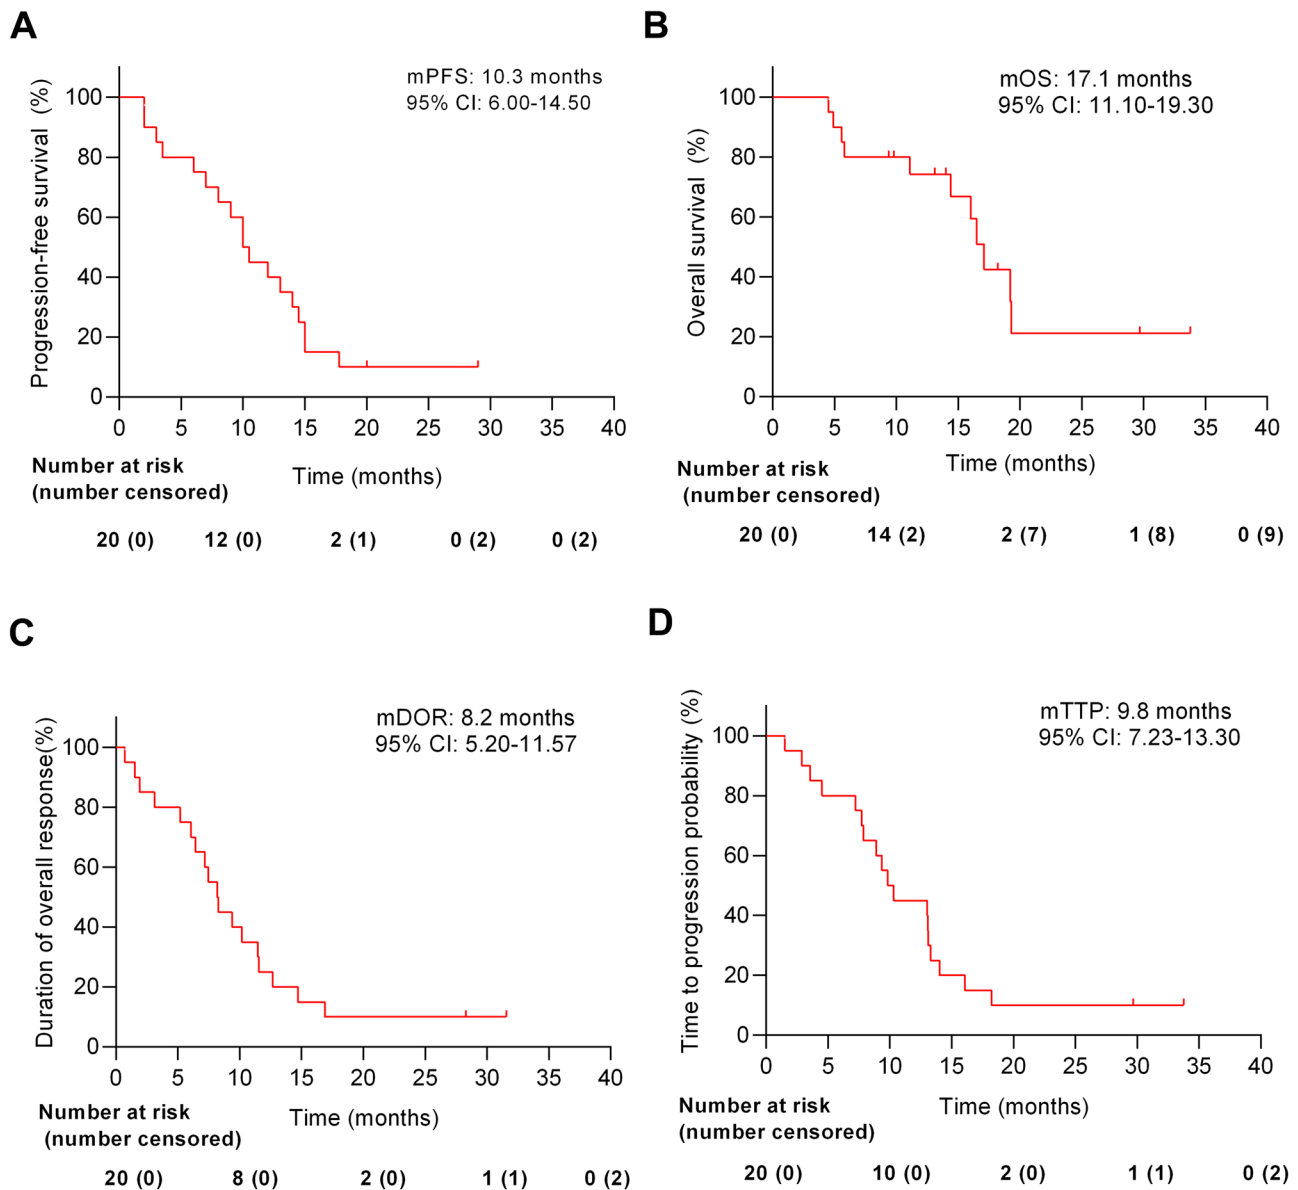 A
mPFS: 10.3 months
95% CI: 6.00-14.50
Progression-free survival (%)
100
80
60
40
20
0
0 5 10 15 20 25 30 35 40
Time (months)
Number at risk
(number censored)
20 (0) 12 (0) 2 (1) 0 (2) 0 (2)
B
mOS: 17.1 months
95% CI: 11.10-19.30
Overall survival (%)
100
80
60
40
20
0
0 5 10 15 20 25 30 35 40
Time (months)
Number at risk
(number censored)
20 (0) 14 (2) 2 (7) 1 (8) 0 (9)
C
mDOR: 8.2 months
95% CI: 5.20-11.57
Duration of overall response(%)
100
80
60
40
20
0
0 5 10 15 20 25 30 35 40
Time (months)
Number at risk
(number censored)
20 (0) 8 (0) 2 (0) 1 (1) 0 (2)
D
mTTP: 9.8 months
95% CI: 7.23-13.30
Time to progression probability (%)
100
80
60
40
20
0
0 5 10 15 20 25 30 35 40
Time (months)
Number at risk
(number censored)
20 (0) 10 (0) 2 (0) 1 (1) 0 (2)